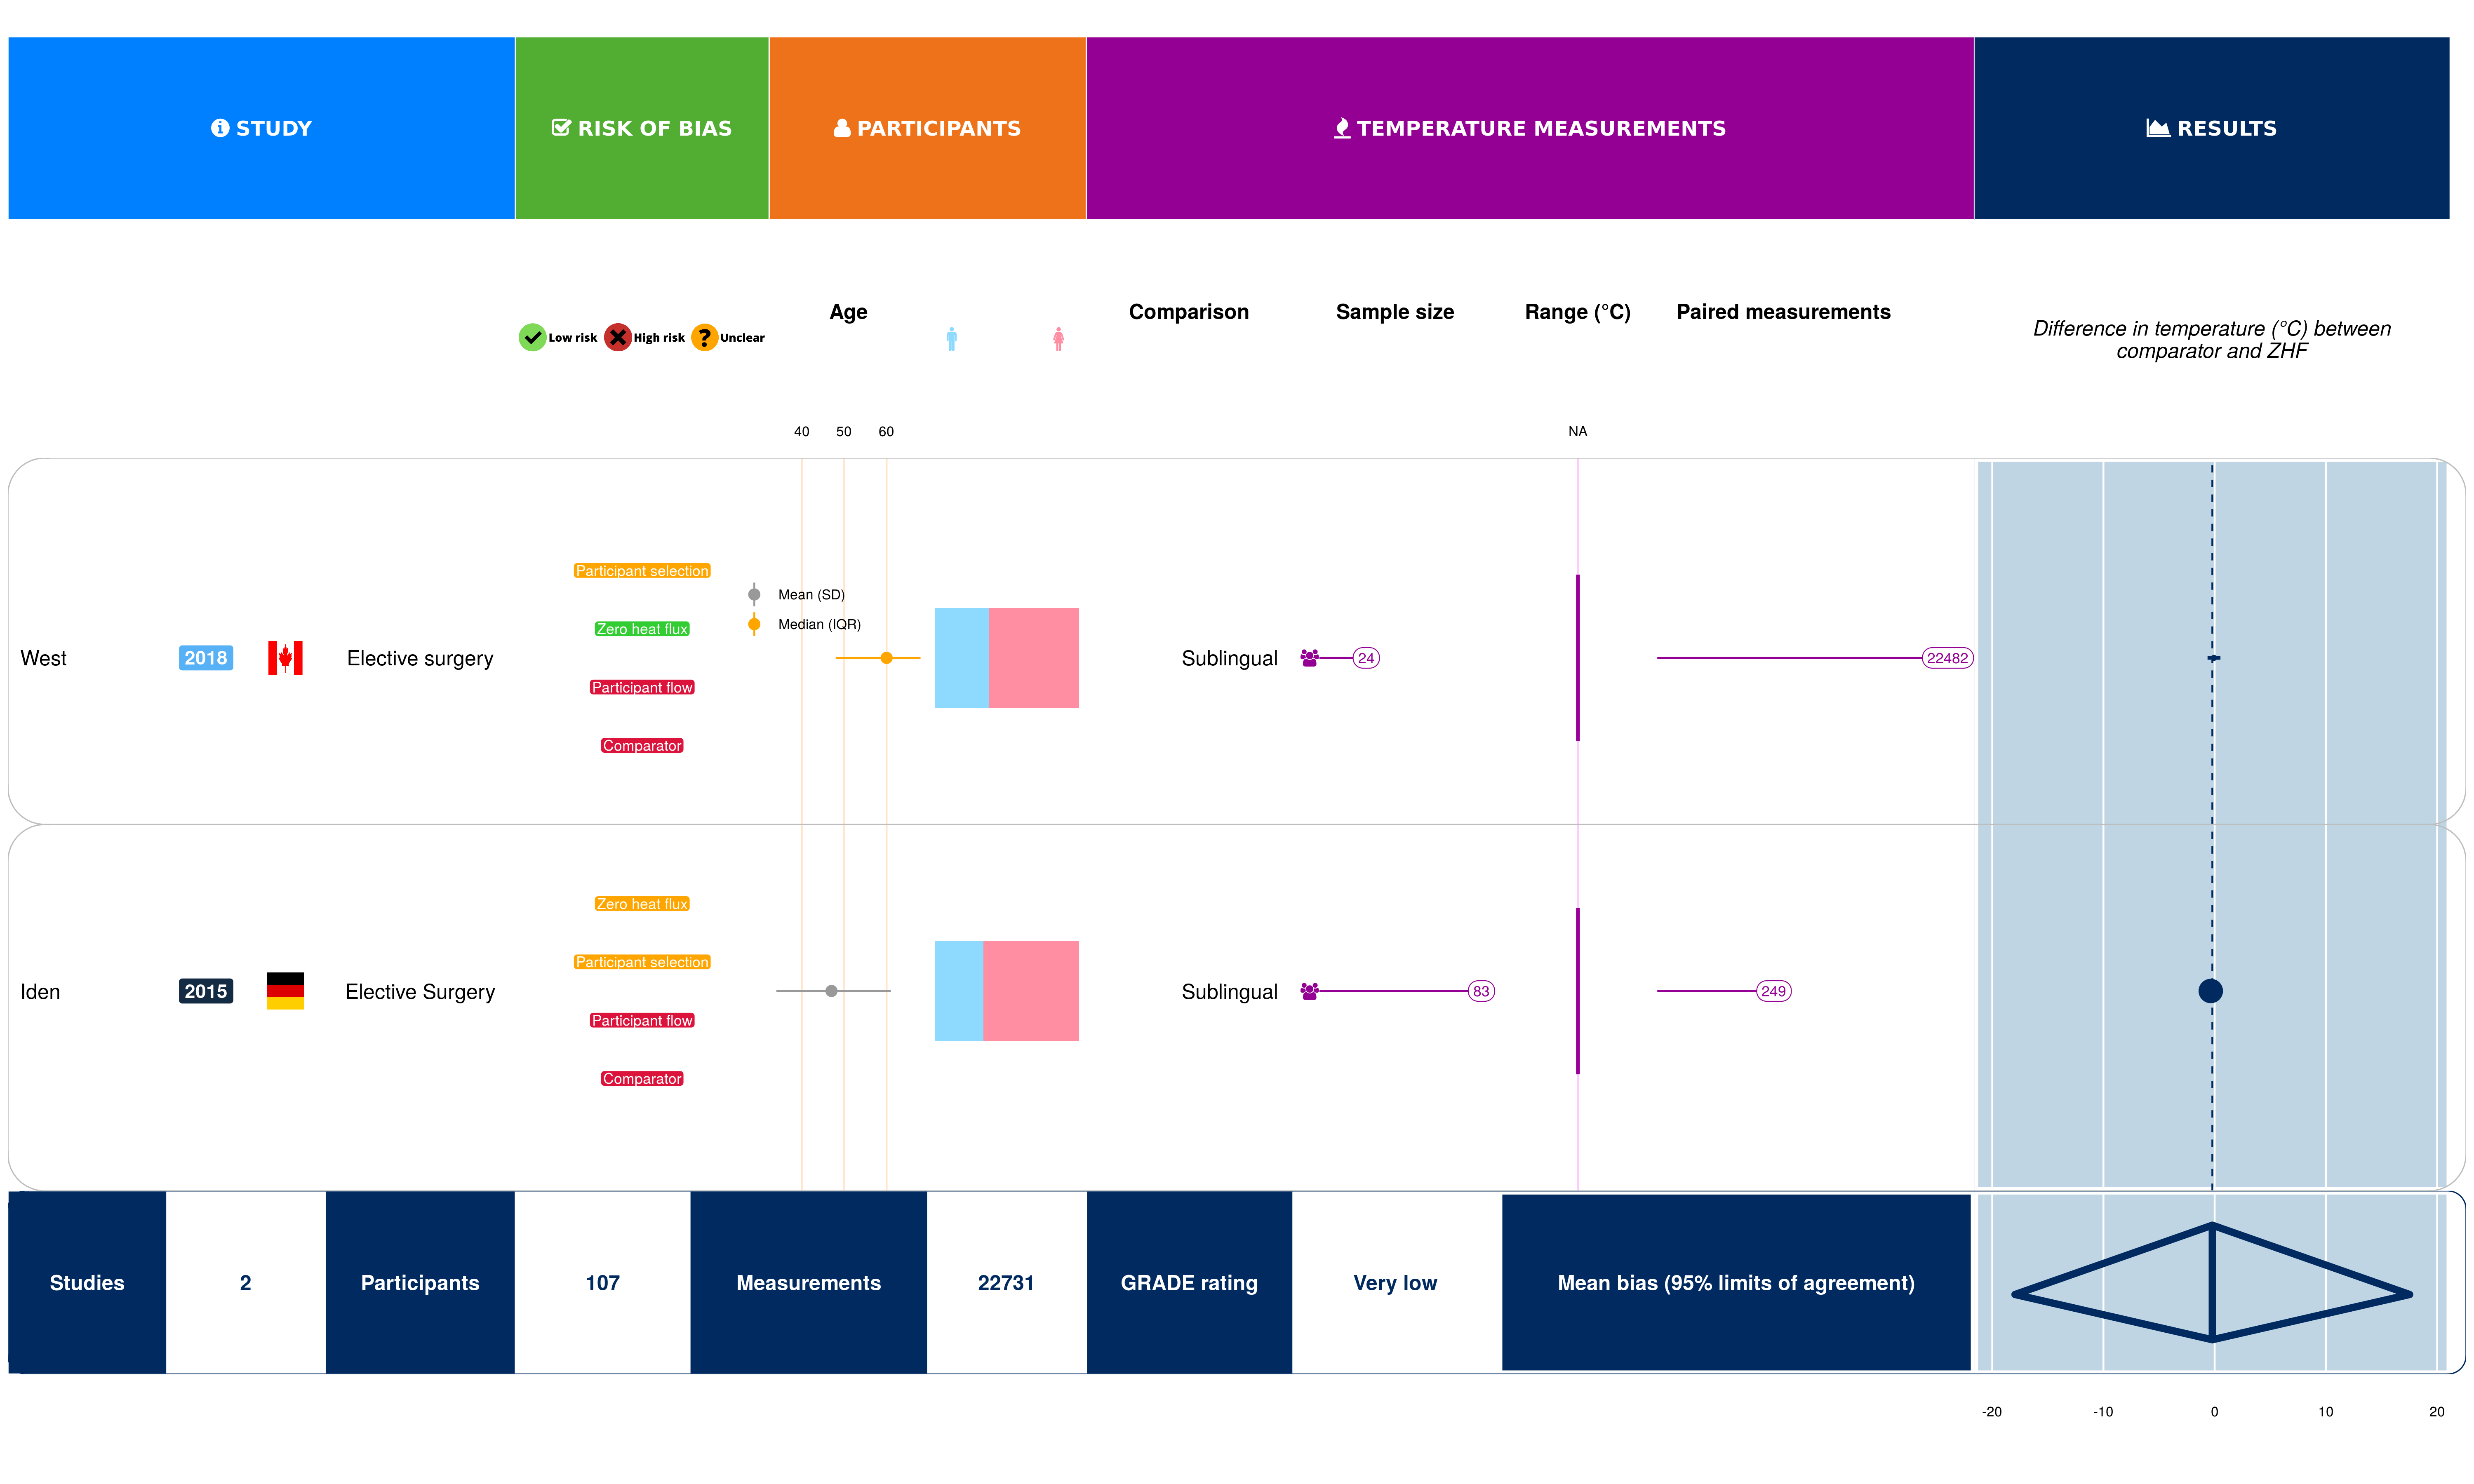 STUDY
RISK OF BIAS
PARTICIPANTS
TEMPERATURE MEASUREMENTS
RESULTS
Low risk High risk Unclear
Age
Comparison
Sample size
Range (°C)
Paired measurements
Difference in temperature (°C) between
comparator and ZHF
40 50 60
NA
West
2018
Elective surgery
Participant selection
Zero heat flux
Participant flow
Comparator
Mean (SD)
Median (IQR)
Sublingual
24
22482
Iden
2015
Elective Surgery
Zero heat flux
Participant selection
Participant flow
Comparator
Sublingual
83
249
Studies
2
Participants
107
Measurements
22731
GRADE rating
Very low
Mean bias (95% limits of agreement)
-20 -10 0 10 20